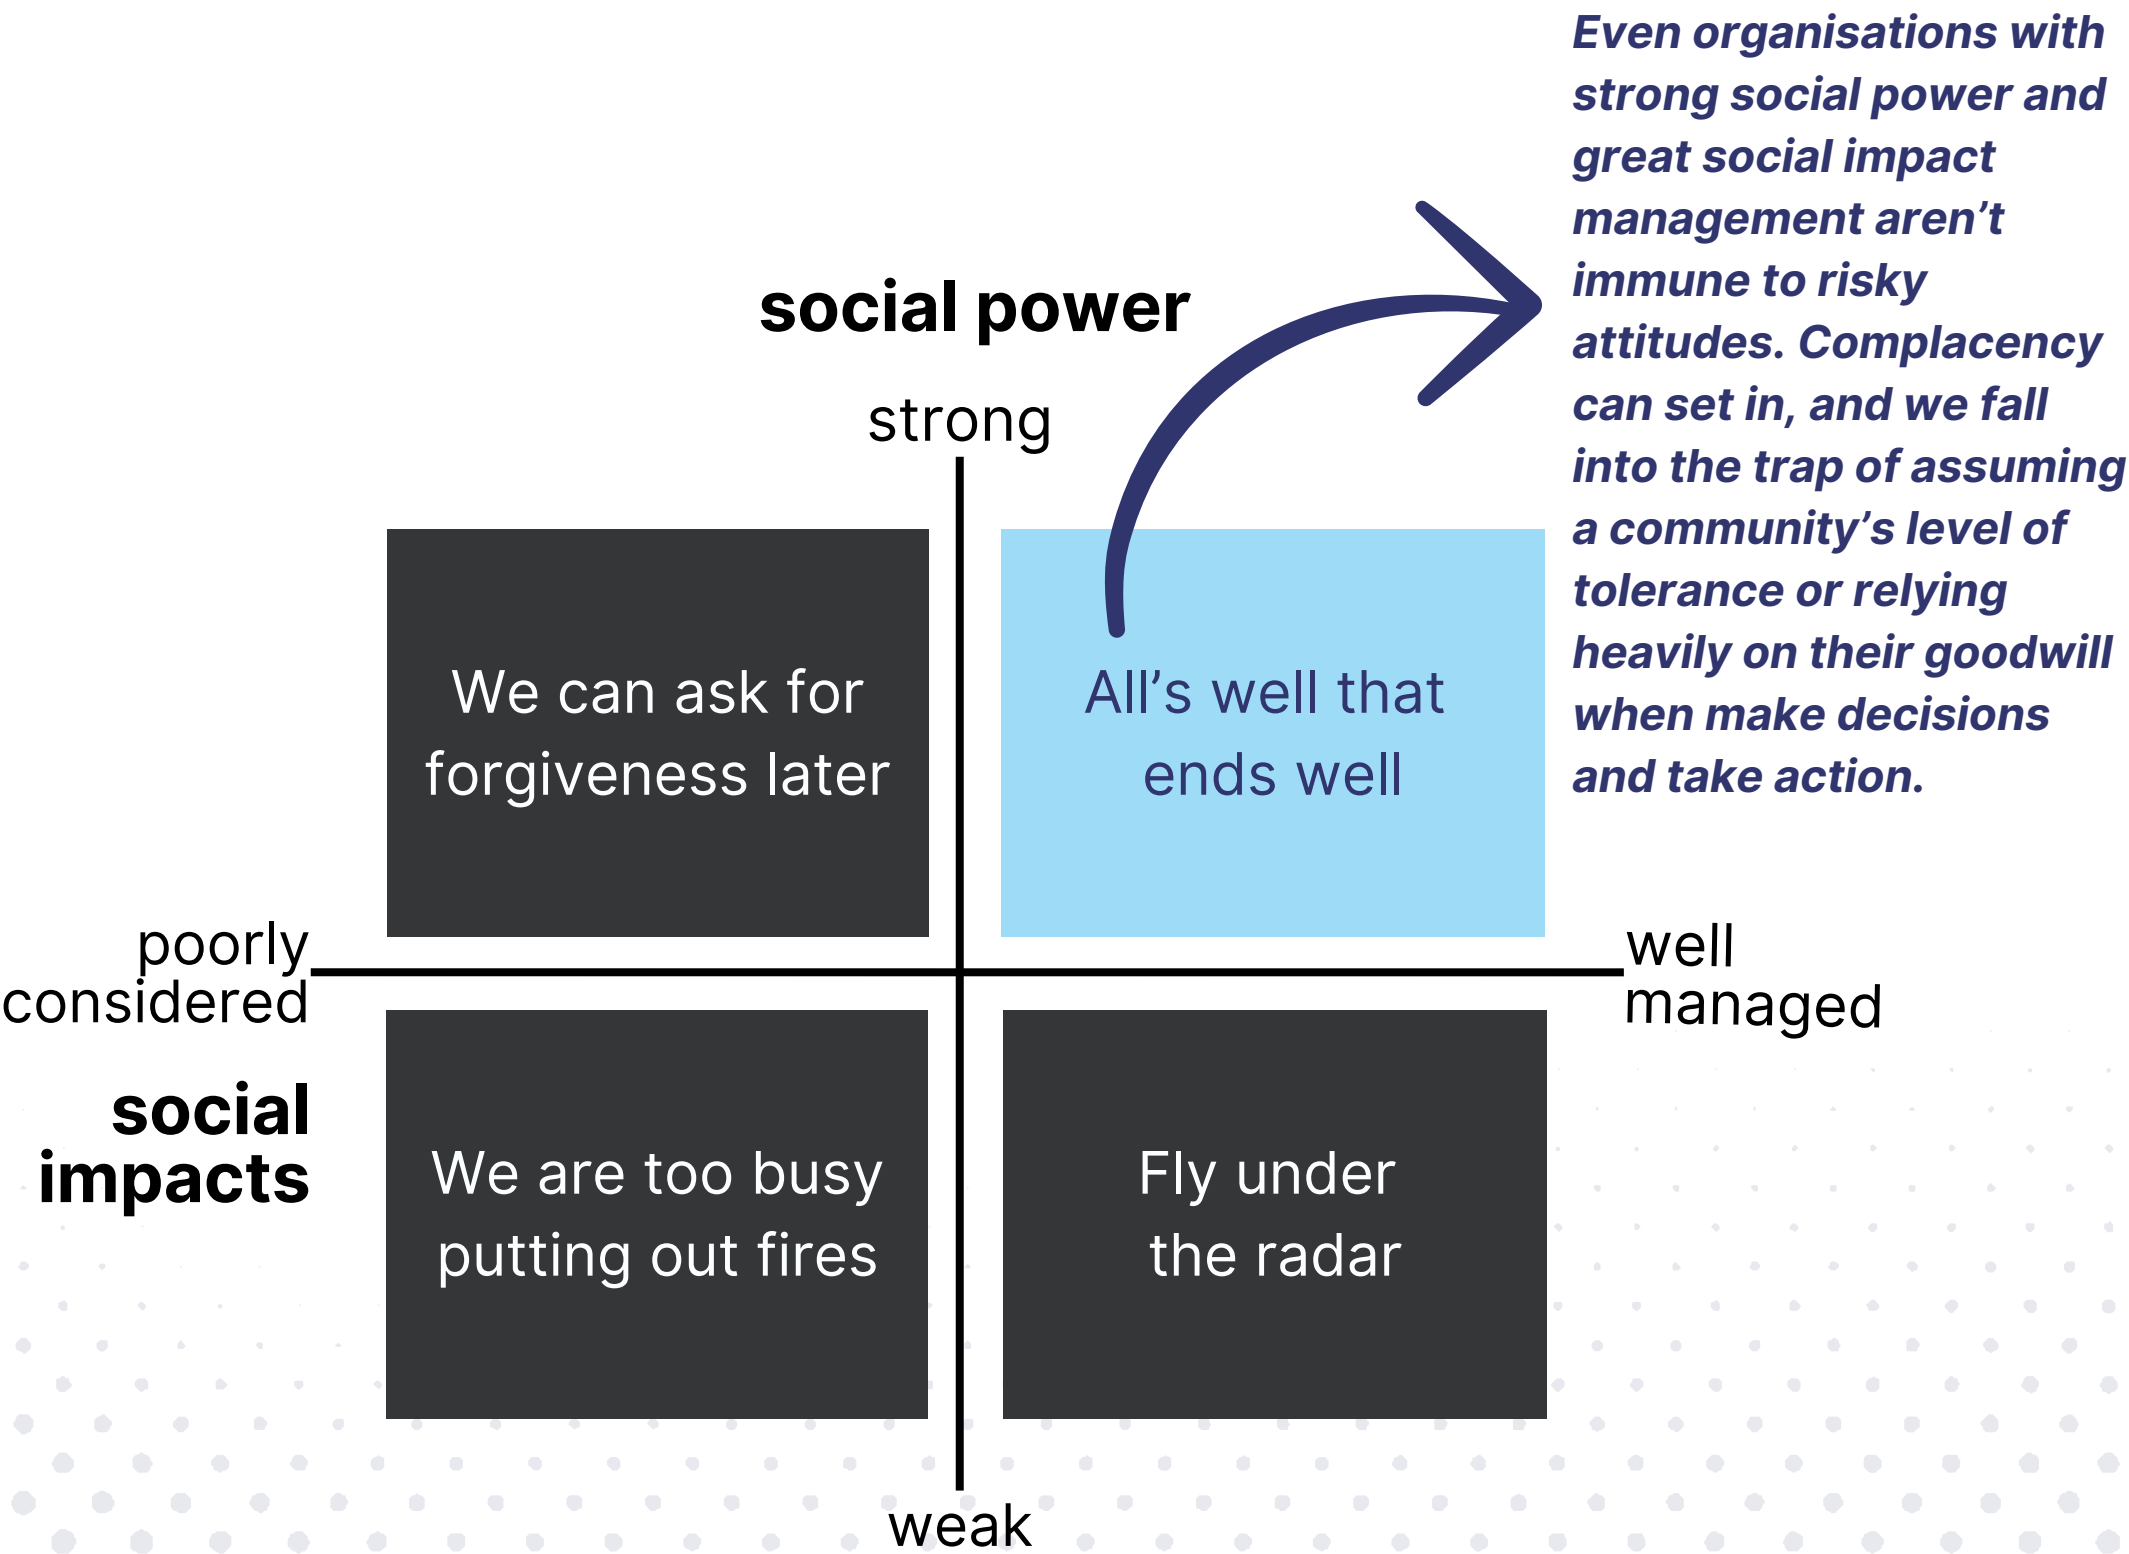 Even organisations with
strong social power and
great social impact
management aren’t
immune to risky
attitudes. Complacency
can set in, and we fall
into the trap of assuming
a community’s level of
tolerance or relying
heavily on their goodwill
when make decisions
and take action.
social power
strong
We can ask for
forgiveness later
All’s well that
ends well
poorly
considered
well
managed
social
impacts
We are too busy
putting out fires
Fly under
the radar
weak